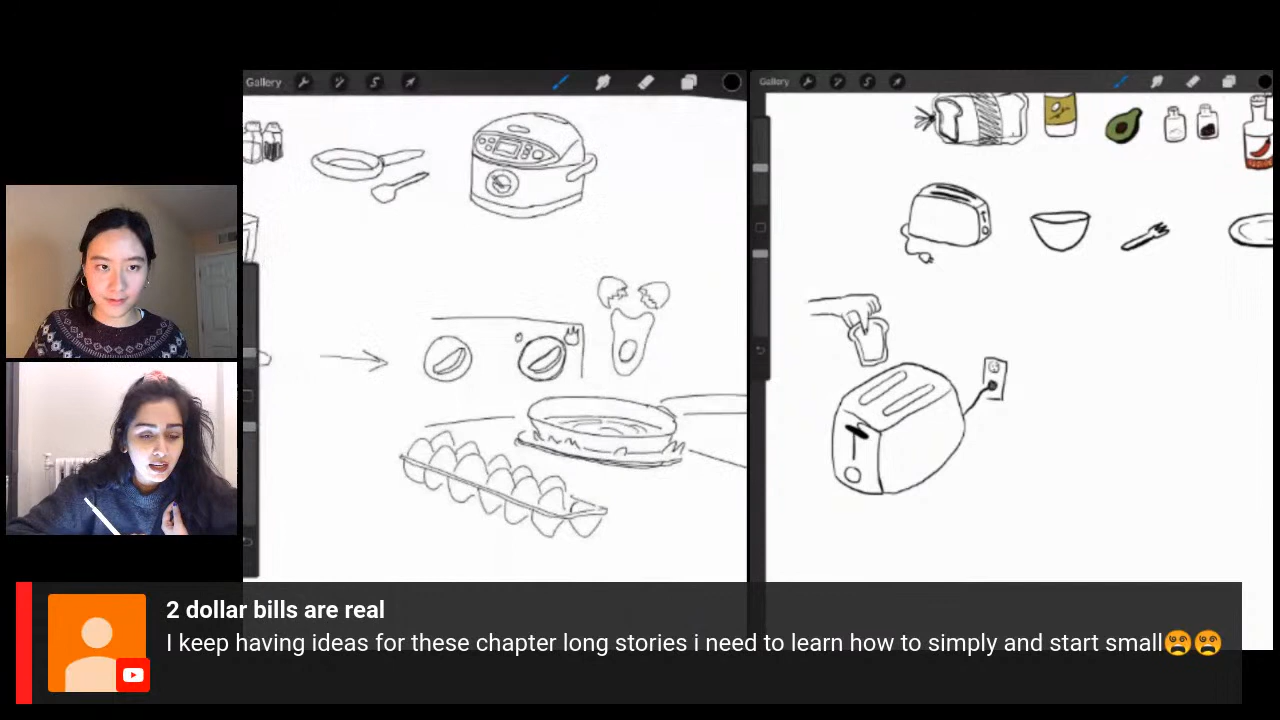 Gallery
Gallery
2 dollar bills are real
I keep having ideas for these chapter long stories i need to learn how to simply and start small😵😵